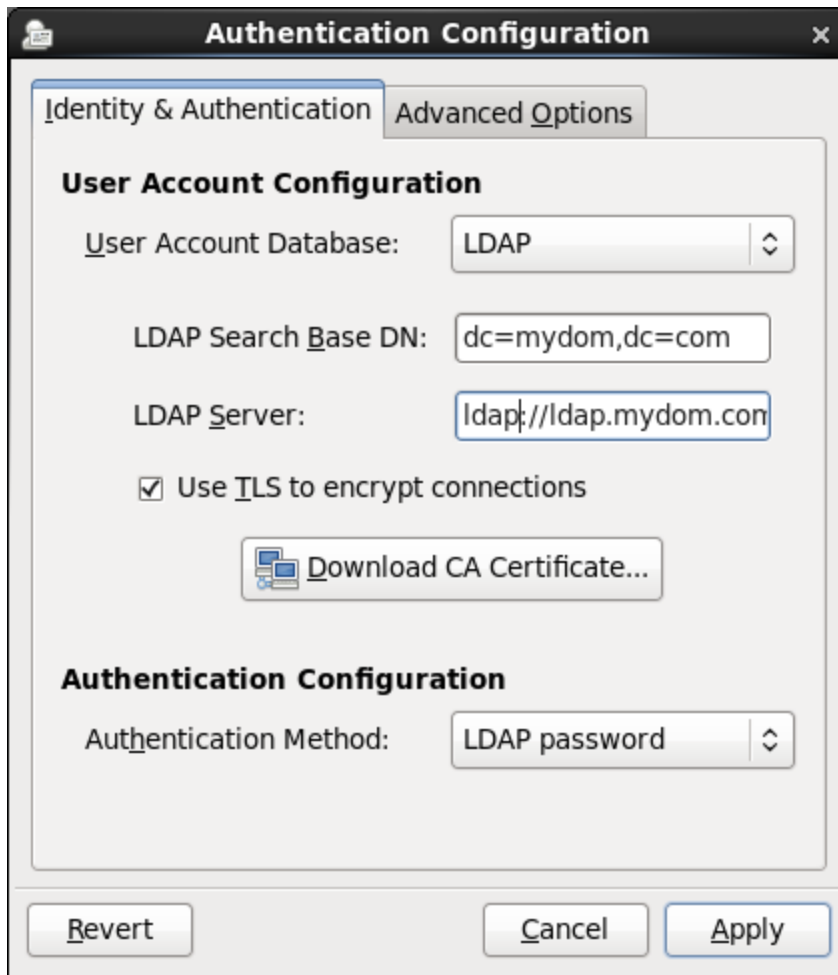 Authentication Configuration
Identity & Authentication
Advanced Options
User Account Configuration
User Account Database: LDAP
LDAP Search Base DN: dc=mydom,dc=com
LDAP Server: ldap://ldap.mydom.com
Use TLS to encrypt connections
Download CA Certificate...
Authentication Configuration
Authentication Method: LDAP password
Revert Cancel Apply